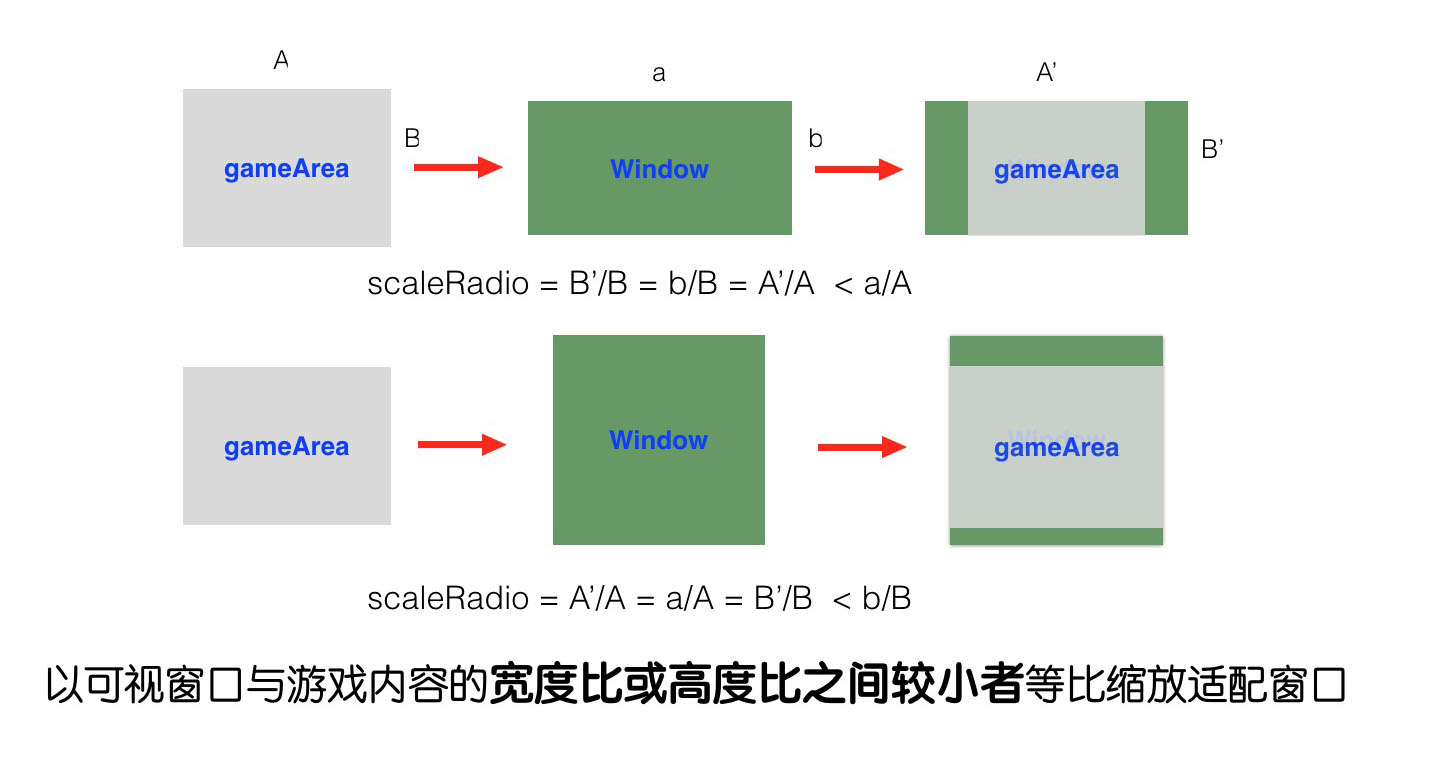 A
a
A’
gameArea
B
Window
b
gameArea
B’
scaleRadio = B’/B = b/B = A’/A < a/A
gameArea
Window
Window
gameArea
scaleRadio = A’/A = a/A = B’/B < b/B
以可视窗口与游戏内容的宽度比或高度比之间较小者等比缩放适配窗口